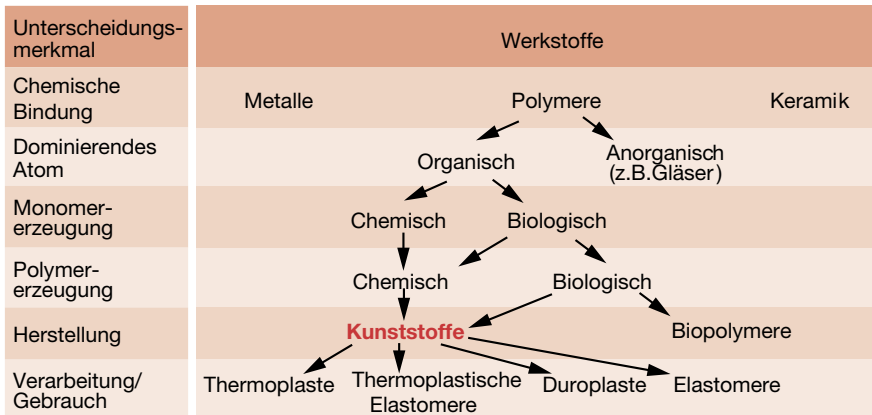 Unterscheidungs-
merkmal
Werkstoffe
Chemische
Bindung
Metalle
Polymere
Keramik
Dominierendes
Atom
Organisch
Anorganisch
(z.B.Gläser)
Monomer-
erzeugung
Chemisch
Biologisch
Polymer-
erzeugung
Chemisch
Biologisch
Herstellung
Kunststoffe
Biopolymere
Verarbeitung/
Gebrauch
Thermoplaste
Thermoplastische
Elastomere
Duroplaste
Elastomere